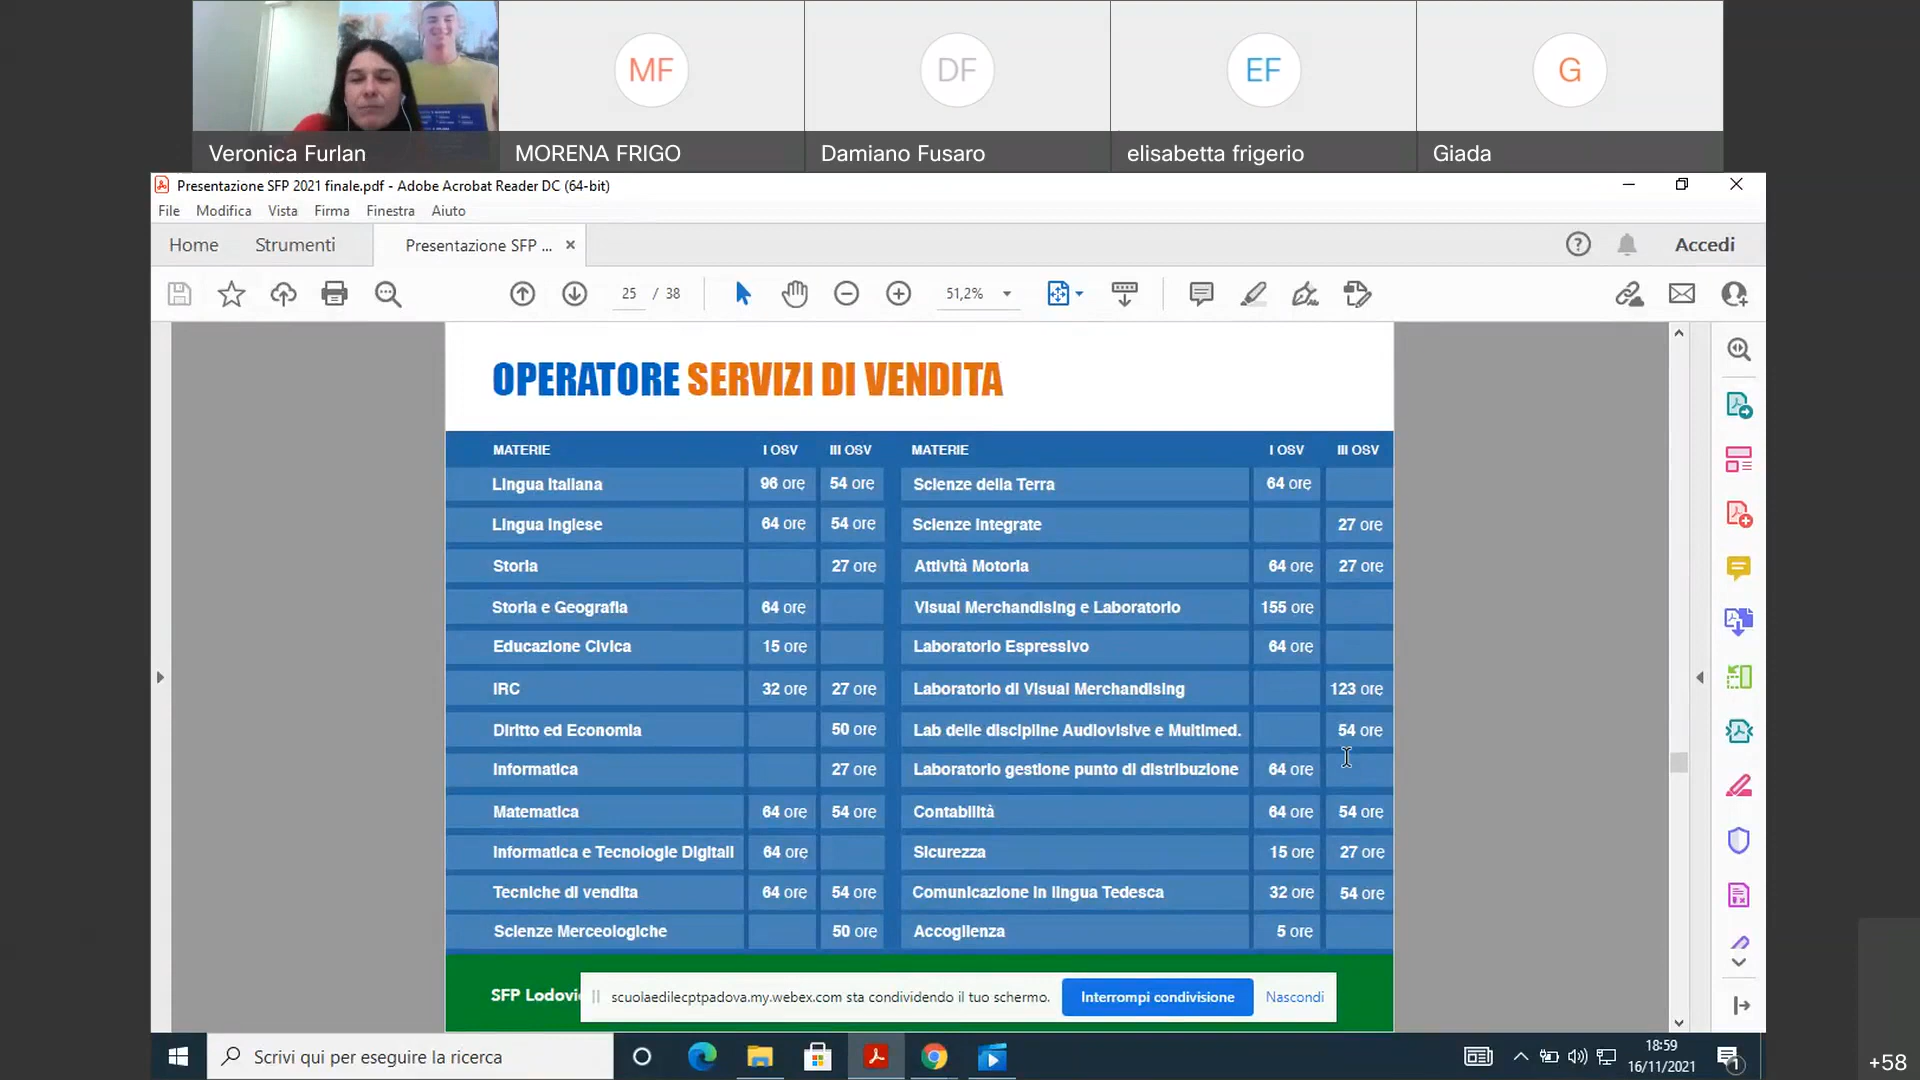 MF
DF
EF
G
Veronica Furlan
MORENA FRIGO
Damiano Fusaro
elisabetta frigerio
Giada
Presentazione SFP 2021 finale.pdf - Adobe Acrobat Reader DC (64-bit)
File Modifica Vista Firma Finestra Aiuto
Home Strumenti Presentazione SFP ... Accedi
25 / 38 51,2%
OPERATORE SERVIZI DI VENDITA
MATERIE I OSV III OSV MATERIE I OSV III OSV
Lingua Italiana 96 ore 54 ore Scienze della Terra 64 ore
Lingua Inglese 64 ore 54 ore Scienze Integrate 27 ore
Storia 27 ore Attività Motoria 64 ore 27 ore
Storia e Geografia 64 ore Visual Merchandising e Laboratorio 155 ore
Educazione Civica 15 ore Laboratorio Espressivo 64 ore
IRC 32 ore 27 ore Laboratorio di Visual Merchandising 123 ore
Diritto ed Economia 50 ore Lab delle discipline Audiovisive e Multimed. 54 ore
Informatica 27 ore Laboratorio gestione punto di distribuzione 64 ore
Matematica 64 ore 54 ore Contabilità 64 ore 54 ore
Informatica e Tecnologie Digitali 64 ore Sicurezza 15 ore 27 ore
Tecniche di vendita 64 ore 54 ore Comunicazione in lingua Tedesca 32 ore 54 ore
Scienze Merceologiche 50 ore Accoglienza 5 ore
SFP Lodovi
scuolaedilecptpadova.my.webex.com sta condividendo il tuo schermo. Interrompi condivisione Nascondi
Scrivi qui per eseguire la ricerca
18:59
16/11/2021
1
+58